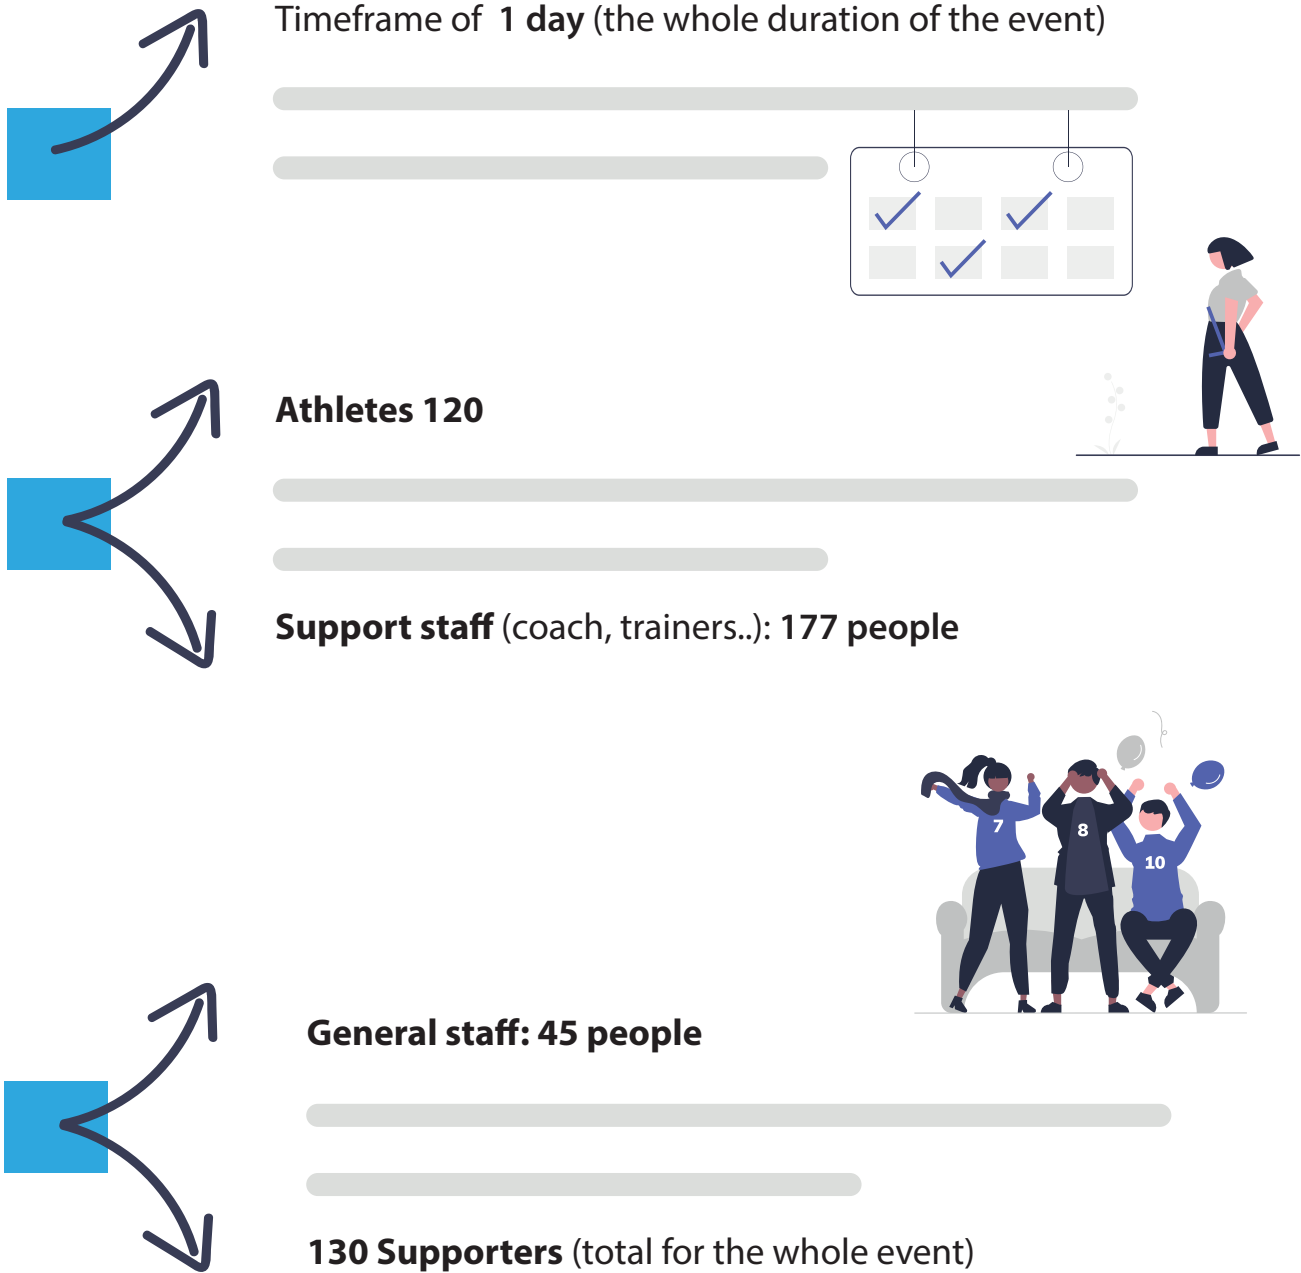 Timeframe of 1 day (the whole duration of the event)
Athletes 120
Support staff (coach, trainers..): 177 people
7
8
10
General staff: 45 people
130 Supporters (total for the whole event)